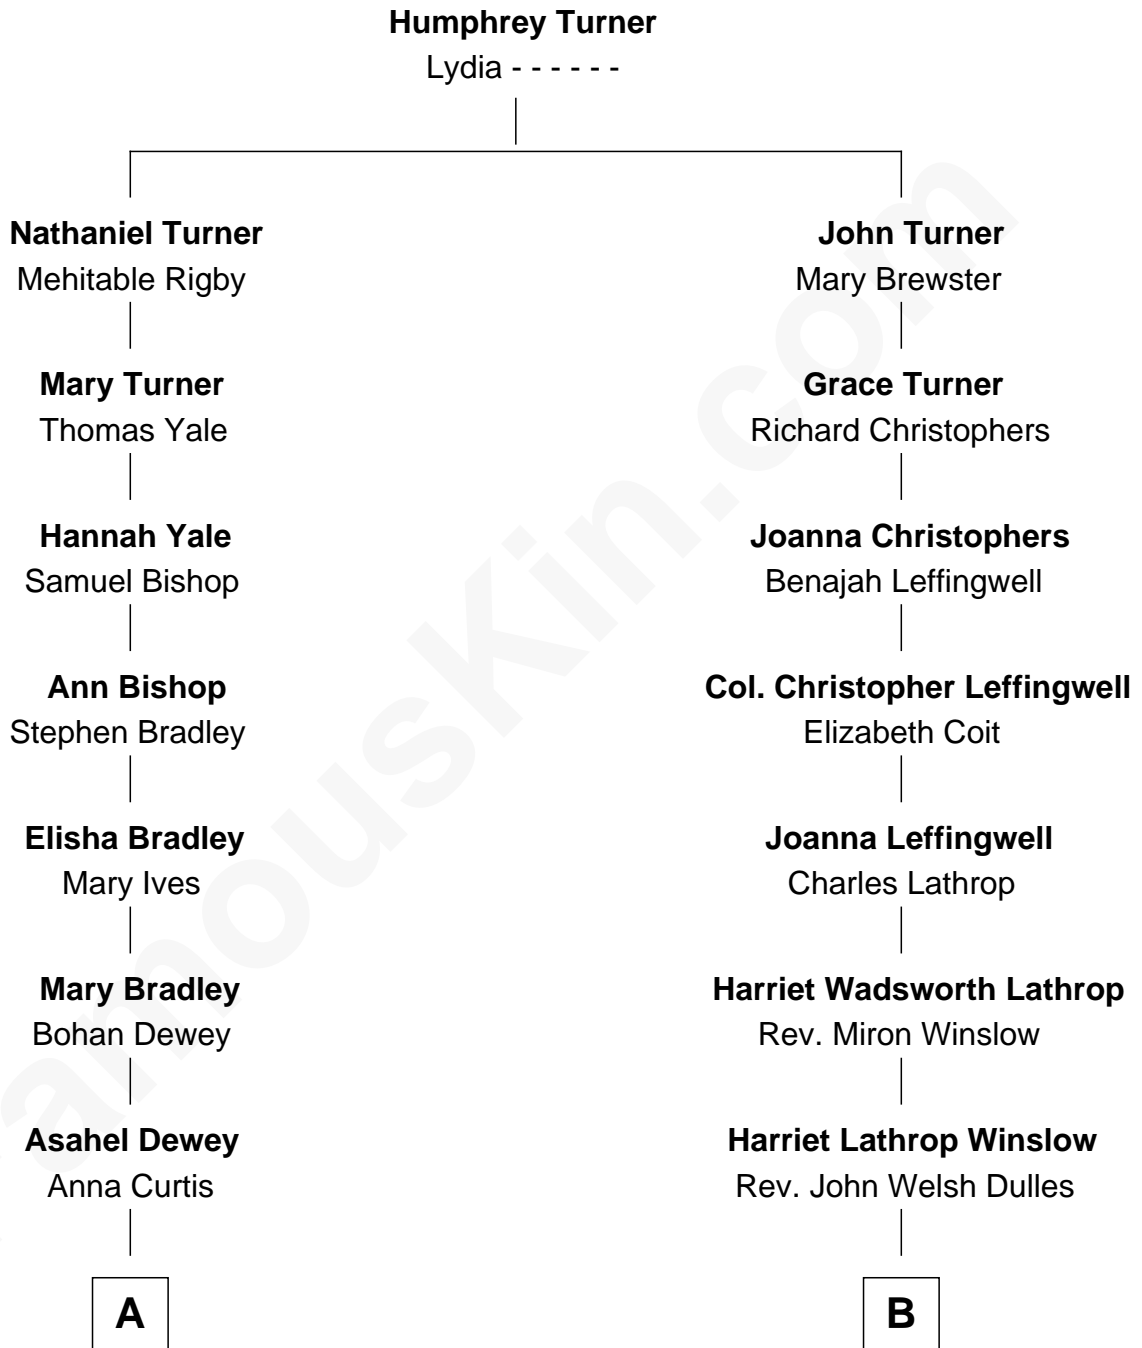 Humphrey Turner
Lydia - - - - - -
Nathaniel Turner
Mehitable Rigby
John Turner
Mary Brewster
Mary Turner
Thomas Yale
Grace Turner
Richard Christophers
Hannah Yale
Samuel Bishop
Joanna Christophers
Benajah Leffingwell
Ann Bishop
Stephen Bradley
Col. Christopher Leffingwell
Elizabeth Coit
Elisha Bradley
Mary Ives
Joanna Leffingwell
Charles Lathrop
Mary Bradley
Bohan Dewey
Harriet Wadsworth Lathrop
Rev. Miron Winslow
Asahel Dewey
Anna Curtis
Harriet Lathrop Winslow
Rev. John Welsh Dulles
A
B
amousKin.com